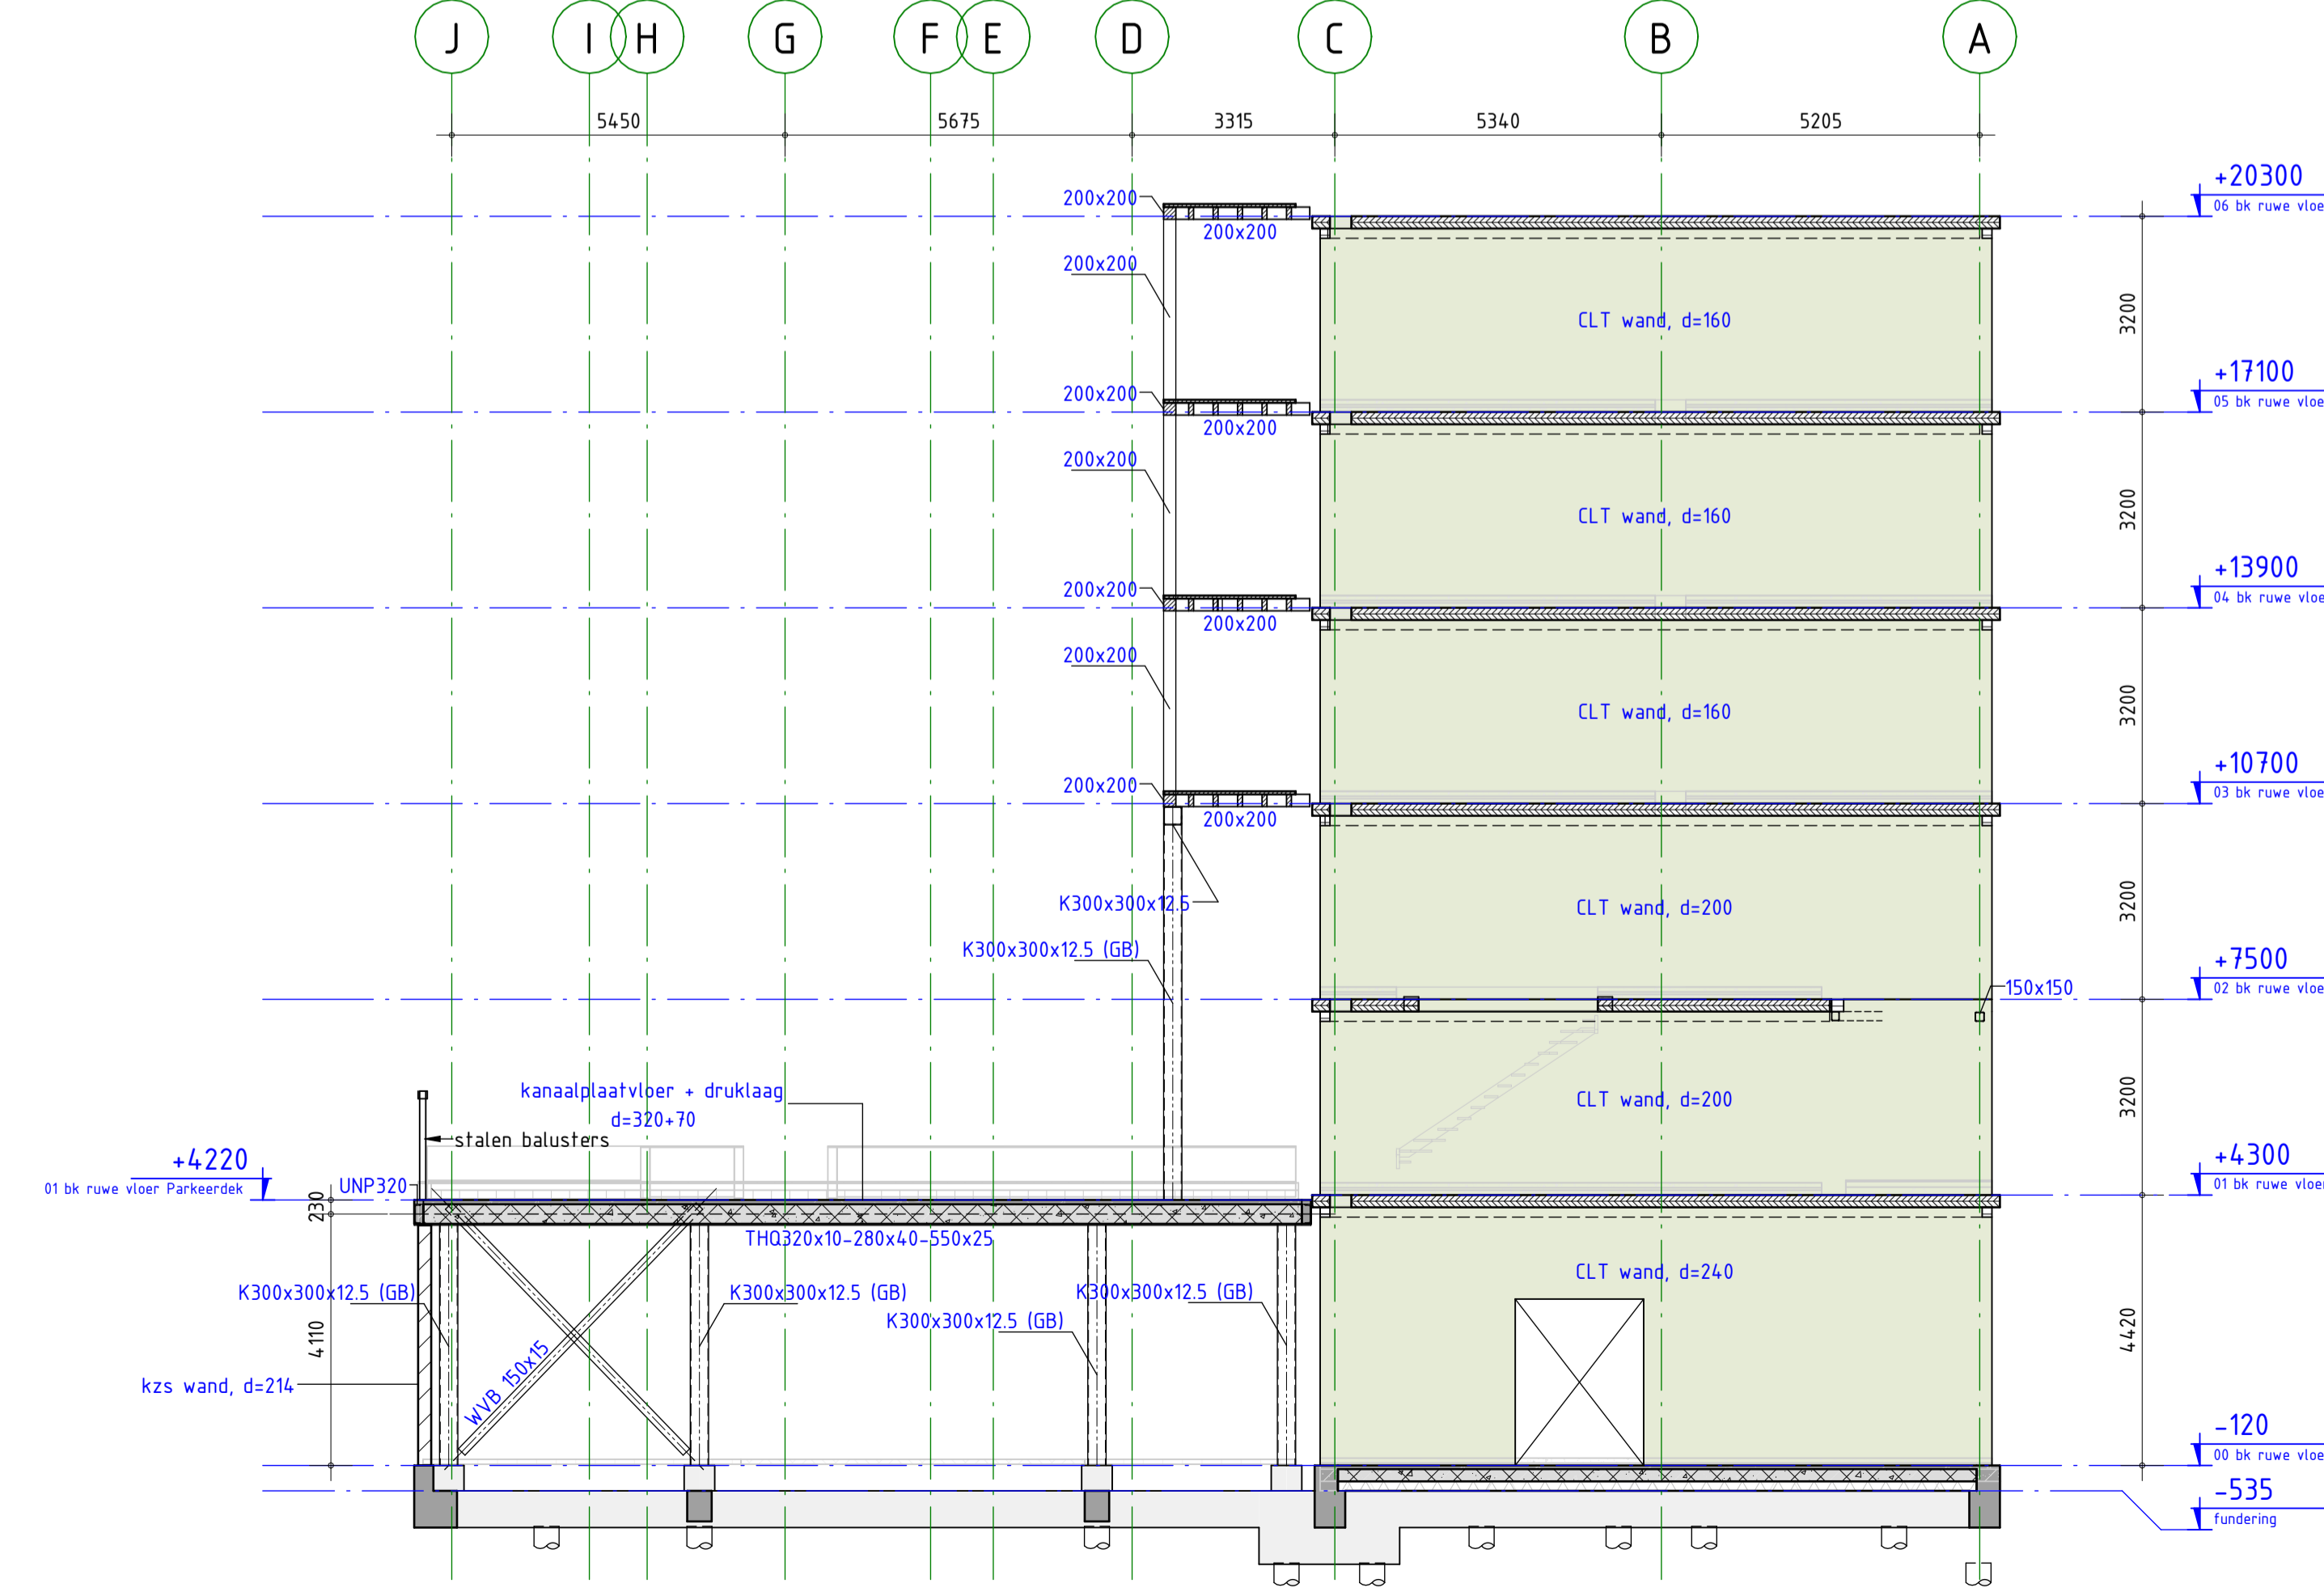 J I H G F E D C B A
5450 5675 3315 5340 5205
+20300
06 bk ruwe vloe
200x200
200x200
200x200
3200
CLT wand, d=160
+17100
05 bk ruwe vloe
200x200
200x200
200x200
3200
CLT wand, d=160
+13900
04 bk ruwe vloe
200x200
200x200
200x200
3200
CLT wand, d=160
+10700
03 bk ruwe vloe
200x200
200x200
K300x300x12.5
3200
CLT wand, d=200
K300x300x12.5 (GB)
+7500
02 bk ruwe vloe
150x150
kanaalplaatvloer + druklaag
d=320+70
3200
CLT wand, d=200
stalen balusters
+4220
01 bk ruwe vloer Parkeerdek
UNP320
230
+4300
01 bk ruwe vloer
THQ320x10-280x40-550x25
CLT wand, d=240
K300x300x12.5 (GB)
K300x300x12.5 (GB)
K300x300x12.5 (GB)
K300x300x12.5 (GB)
4110
4420
WVB 150x15
kzs wand, d=214
-120
00 bk ruwe vloe
-535
fundering